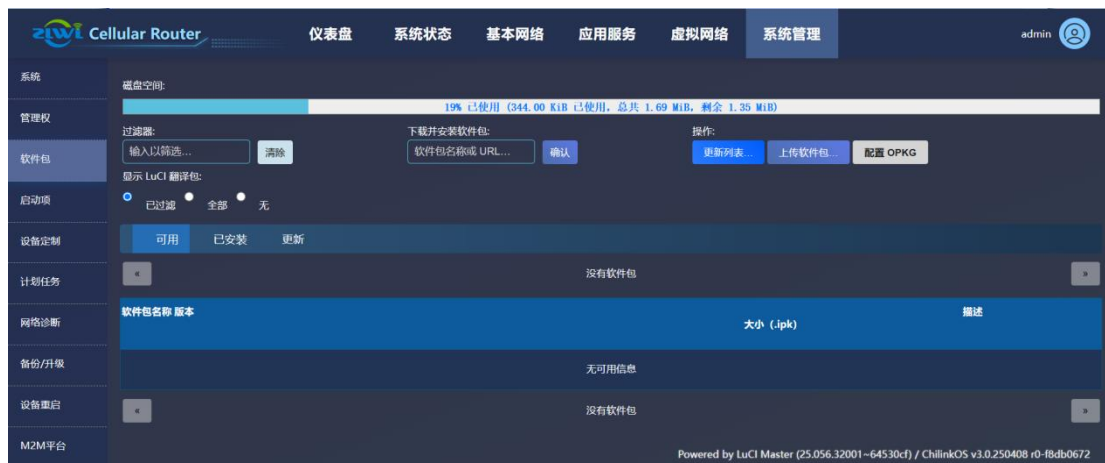 ZIWI Cellular Router 仪表盘 系统状态 基本网络 应用服务 虚拟网络 系统管理 admin
系统
管理权
软件包
启动项
设备定制
计划任务
网络诊断
备份/升级
设备重启
M2M平台
磁盘空间:
19% 已使用 (344.00 KiB 已使用, 总共 1.69 MiB, 剩余 1.35 MiB)
过滤器: 下载并安装软件包: 操作:
输入以筛选... 清除 软件包名称或 URL... 确认 更新列表... 上传软件包... 配置 OPKG
显示 LuCI 翻译包:
已过滤 全部 无
可用 已安装 更新
« 没有软件包 »
软件包名称 版本 大小 (.ipk) 描述
无可用信息
« 没有软件包 »
Powered by LuCI Master (25.056.32001~64530cf) / ChilinkOS v3.0.250408 r0-f8db0672